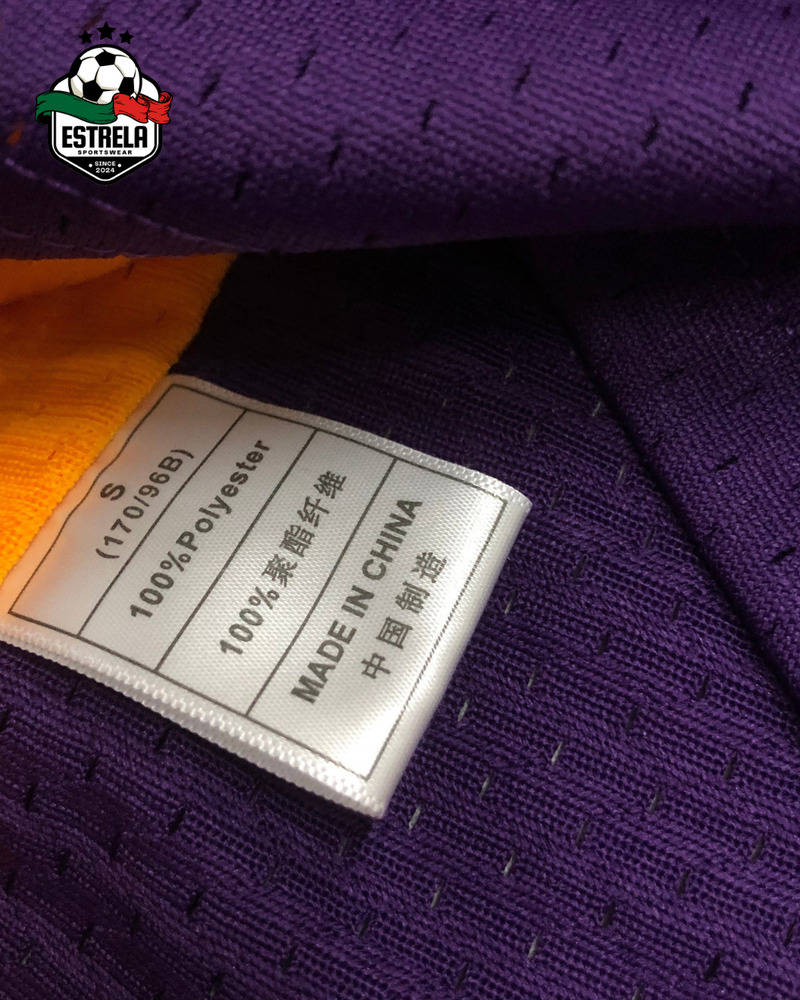 ESTRELA
SPORTSWEAR
SINCE
2024
S
(170/96B)
100%Polyester
100%聚酯纤维
MADE IN CHINA
中国制造